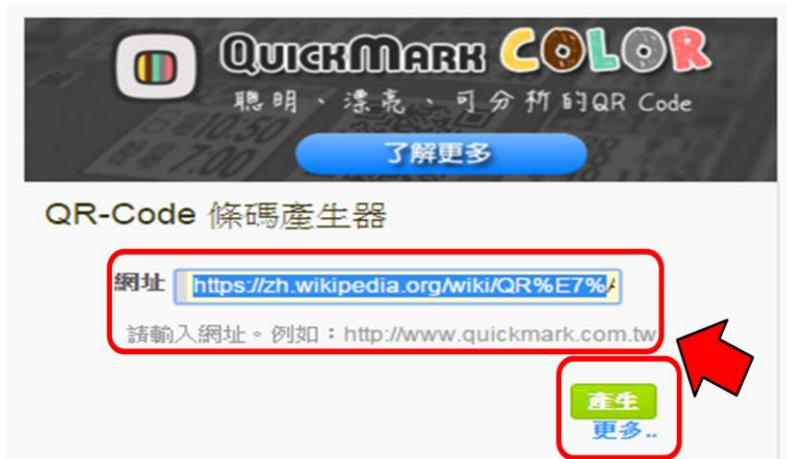 QUICKMARK COLOR
聰明、漂亮、可分析的QR Code
了解更多
QR-Code 條碼產生器
網址 https://zh.wikipedia.org/wiki/QR%E7%
請輸入網址。例如：http://www.quickmark.com.tw
產生
更多..